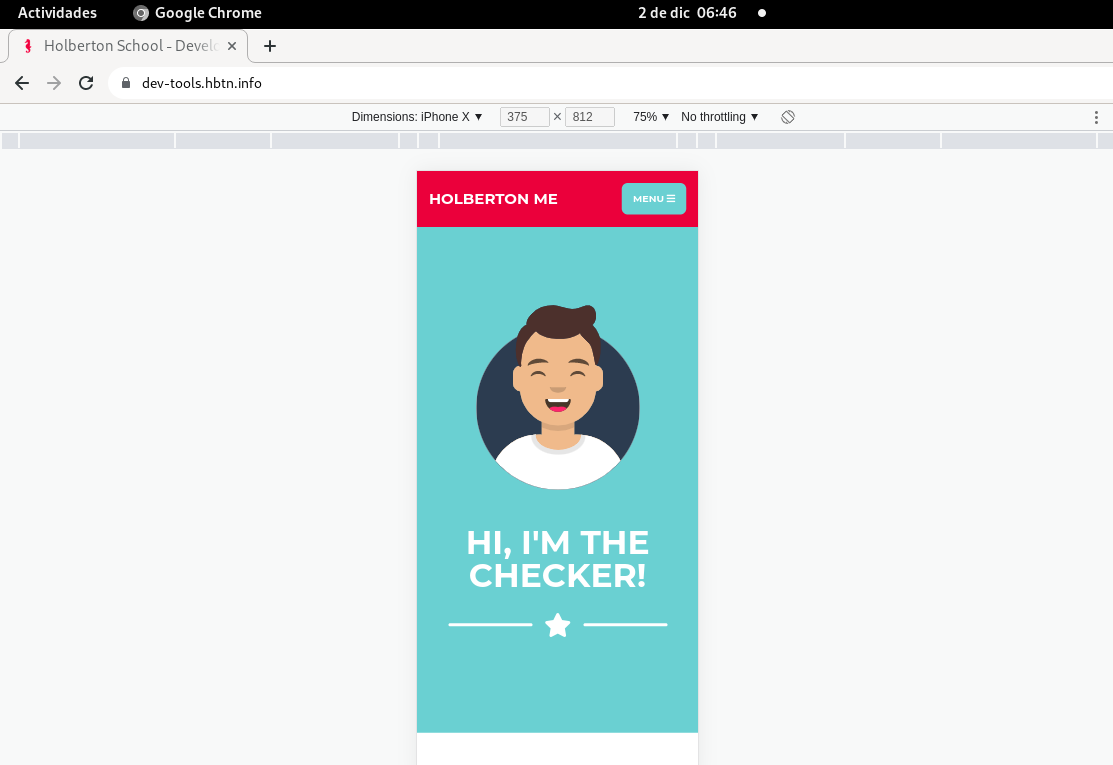 Actividades Google Chrome 2 de dic 06:46
Holberton School - Develo
dev-tools.hbtn.info
Dimensions: iPhone X 375 × 812 75% No throttling
HOLBERTON ME MENU
HI, I'M THE
CHECKER!